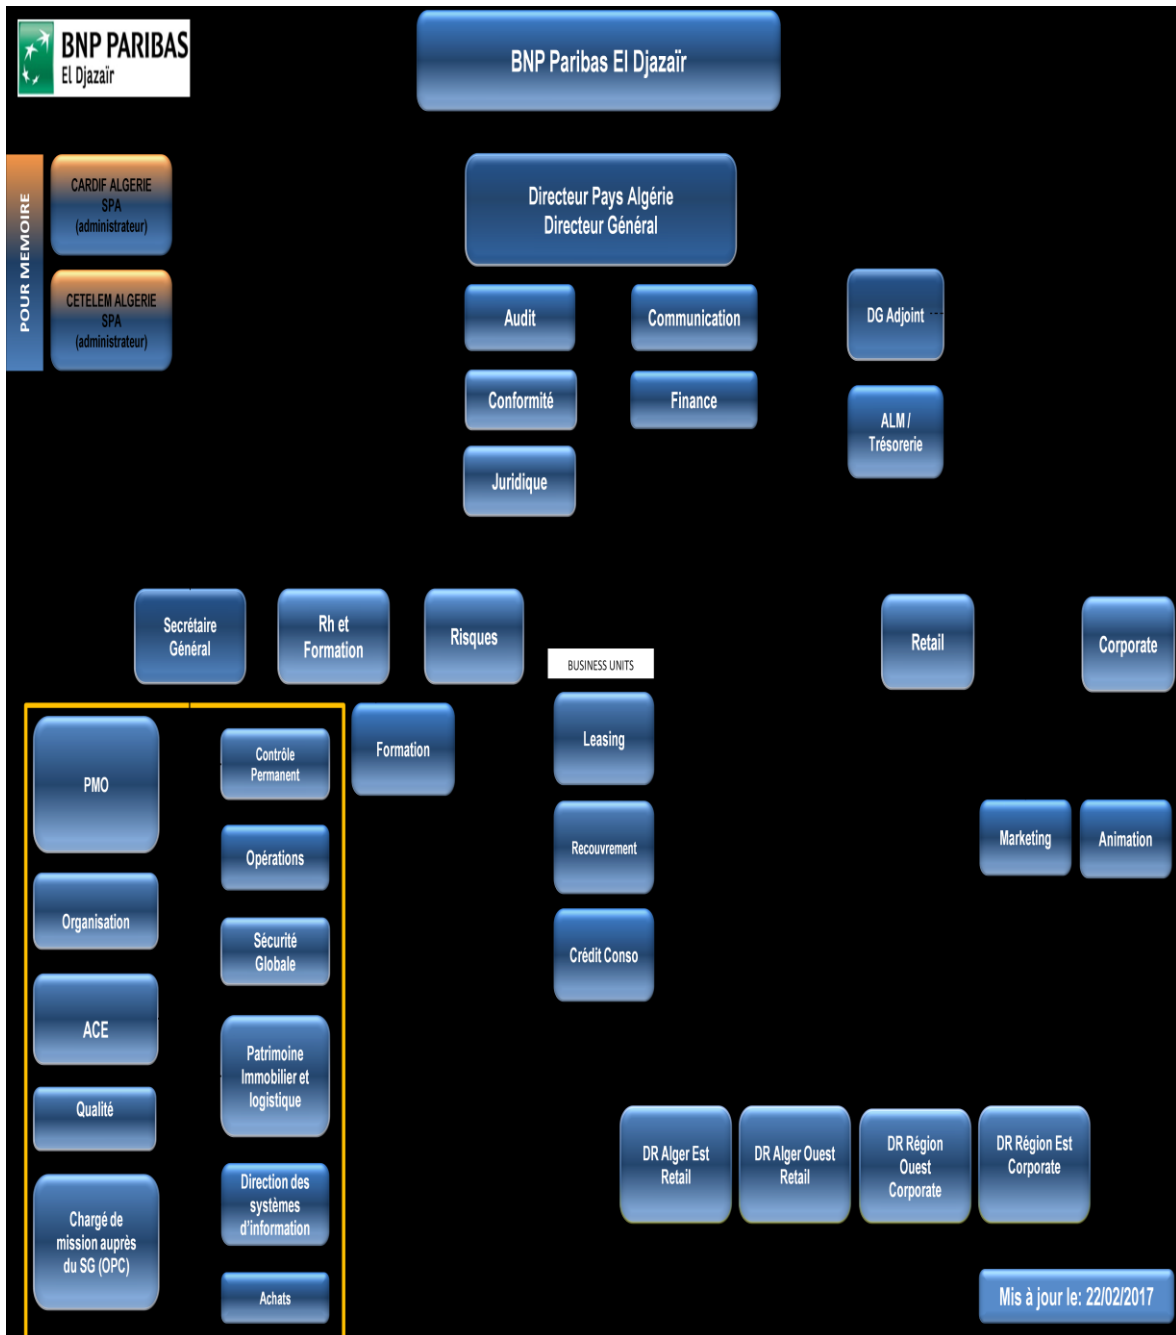 BNP PARIBAS
El Djazaïr
BNP Paribas El Djazaïr
POUR MEMOIRE
CARDIF ALGERIE
SPA
(administrateur)
CETELEM ALGERIE
SPA
(administrateur)
Directeur Pays Algérie
Directeur Général
Audit
Communication
DG Adjoint
Conformité
Finance
ALM /
Trésorerie
Juridique
Secrétaire
Général
Rh et
Formation
Risques
Retail
Corporate
BUSINESS UNITS
PMO
Contrôle
Permanent
Formation
Leasing
Opérations
Recouvrement
Marketing
Animation
Organisation
Sécurité
Globale
Crédit Conso
ACE
Patrimoine
Immobilier et
logistique
Qualité
DR Alger Est
Retail
DR Alger Ouest
Retail
DR Région
Ouest
Corporate
DR Région Est
Corporate
Chargé de
mission auprès
du SG (OPC)
Direction des
systèmes
d'information
Achats
Mis à jour le: 22/02/2017